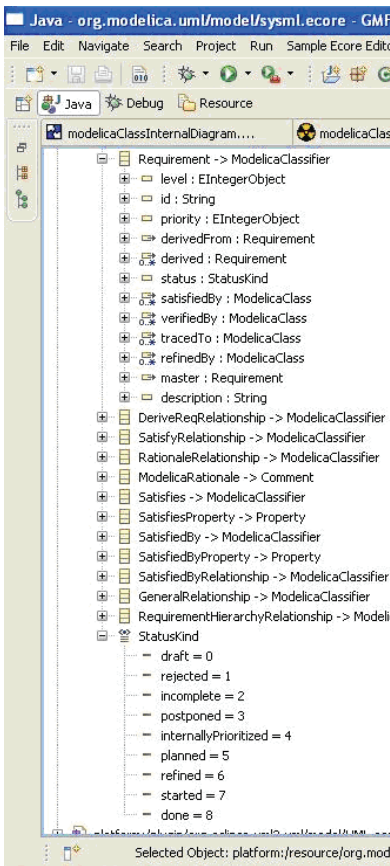 Java - org.modelica.uml/model/sysml.ecore - GMF
File Edit Navigate Search Project Run Sample Ecore Edito
Java Debug Resource
modelicaClassInternalDiagram.... modelicaClas
Requirement -> ModelicaClassifier
level : EIntegerObject
id : String
priority : EIntegerObject
derivedFrom : Requirement
derived : Requirement
status : StatusKind
satisfiedBy : ModelicaClass
verifiedBy : ModelicaClass
tracedTo : ModelicaClass
refinedBy : ModelicaClass
master : Requirement
description : String
DeriveReqRelationship -> ModelicaClassifier
SatisfyRelationship -> ModelicaClassifier
RationaleRelationship -> ModelicaClassifier
ModelicaRationale -> Comment
Satisfies -> ModelicaClassifier
SatisfiesProperty -> Property
SatisfiedBy -> ModelicaClassifier
SatisfiedByProperty -> Property
SatisfiedByRelationship -> ModelicaClassifier
GeneralRelationship -> ModelicaClassifier
RequirementHierarchyRelationship -> Modeli
StatusKind
draft = 0
rejected = 1
incomplete = 2
postponed = 3
internallyPrioritized = 4
planned = 5
refined = 6
started = 7
done = 8
Selected Object: platform:/resource/org.mod